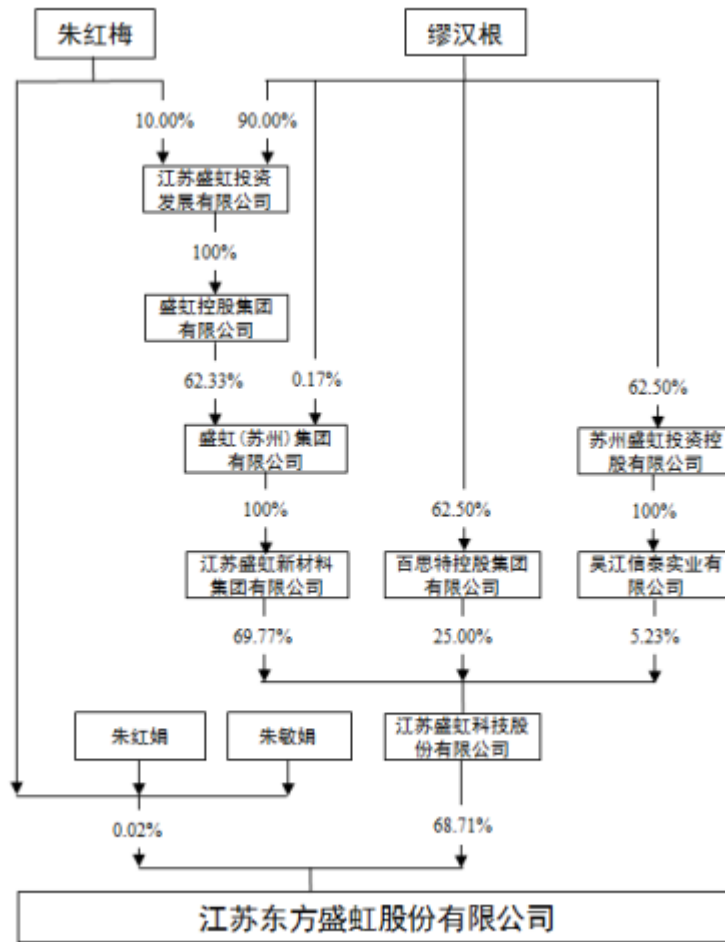 朱红梅
缪汉根
10.00%
90.00%
江苏盛虹投资
发展有限公司
100%
盛虹控股集团
有限公司
62.33%
0.17%
62.50%
盛虹(苏州)集团
有限公司
苏州盛虹投资控
股有限公司
100%
62.50%
100%
江苏盛虹新材料
集团有限公司
百思特控股集团
有限公司
吴江信泰实业有
限公司
69.77%
25.00%
5.23%
朱红娟
朱敏娟
江苏盛虹科技股
份有限公司
0.02%
68.71%
江苏东方盛虹股份有限公司